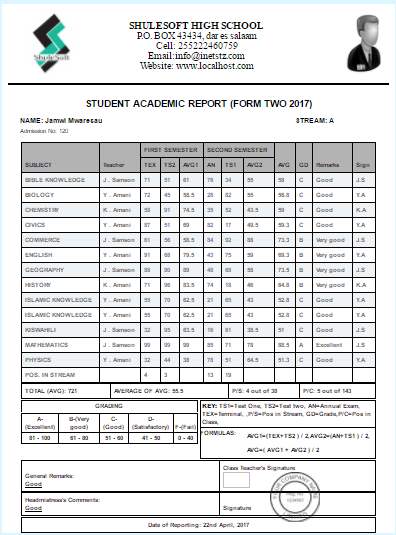 SHULESOFT HIGH SCHOOL
P.O. BOX 43434, dar es salaam
Cell: 255222460759
Email:info@inetstz.com
Website: www.localhost.com
ShuleSoft
STUDENT ACADEMIC REPORT (FORM TWO 2017)
NAME: Jamwi Mwaresau STREAM: A
Admission No: 120
FIRST SEMESTER SECOND SEMESTER
SUBJECT Teacher TEX TS2 AVG1 AN TS1 AVG2 AVG GD Remarks Sign
BIBLE KNOWLEDGE J . Samson 71 51 61 76 34 55 58 C Good J.S
BIOLOGY Y . Amani 72 45 58.5 28 82 55 56.8 C Good Y.A
CHEMISTRY K . Amani 58 91 74.5 35 52 43.5 59 C Good K.A
CIVICS Y . Amani 87 51 69 82 17 49.5 59.3 C Good Y.A
COMMERCE J . Samson 61 56 58.5 84 92 88 73.3 B Very good J.S
ENGLISH Y . Amani 91 68 79.5 43 75 59 69.3 B Very good Y.A
GEOGRAPHY J . Samson 88 90 89 48 68 58 73.5 B Very good J.S
HISTORY K . Amani 71 96 83.5 74 18 46 64.8 B Very good K.A
ISLAMIC KNOWLEDGE Y . Amani 55 70 62.5 21 65 43 52.8 C Good Y.A
ISLAMIC KNOWLEDGE Y . Amani 55 70 62.5 21 65 43 52.8 C Good Y.A
KISWAHILI J . Samson 32 95 63.5 16 61 38.5 51 C Good J.S
MATHEMATICS J . Samson 99 99 99 85 71 78 88.5 A Excellent J.S
PHYSICS Y . Amani 32 44 38 78 51 64.5 51.3 C Good Y.A
POS. IN STREAM 4 3 13 19
TOTAL (AVG): 721 AVERAGE OF AVG: 55.5 P/S: 4 out of 38 P/C: 5 out of 143
GRADING
A-(Excellent) B-(Very good) C-(Good) D-(Satisfactory) F-(Fail)
81 - 100 61 - 80 51 - 60 41 - 50 0 - 40
KEY: TS1=Test One, TS2=Test two, AN=Annual Exam,
TEX=Terminal, ,P/S=Pos in Stream, GD=Grade,P/C=Pos in
Class,
FORMULAS: AVG1=(TEX+TS2) / 2,AVG2=(AN+TS1) / 2,
AVG=( AVG1 + AVG2 ) / 2
General Remarks:
Good
Class Teacher's Signature
Headmistress's Comments:
Good
Signature
YOUR COMPANY NAME
Date of Reporting: 22nd April, 2017